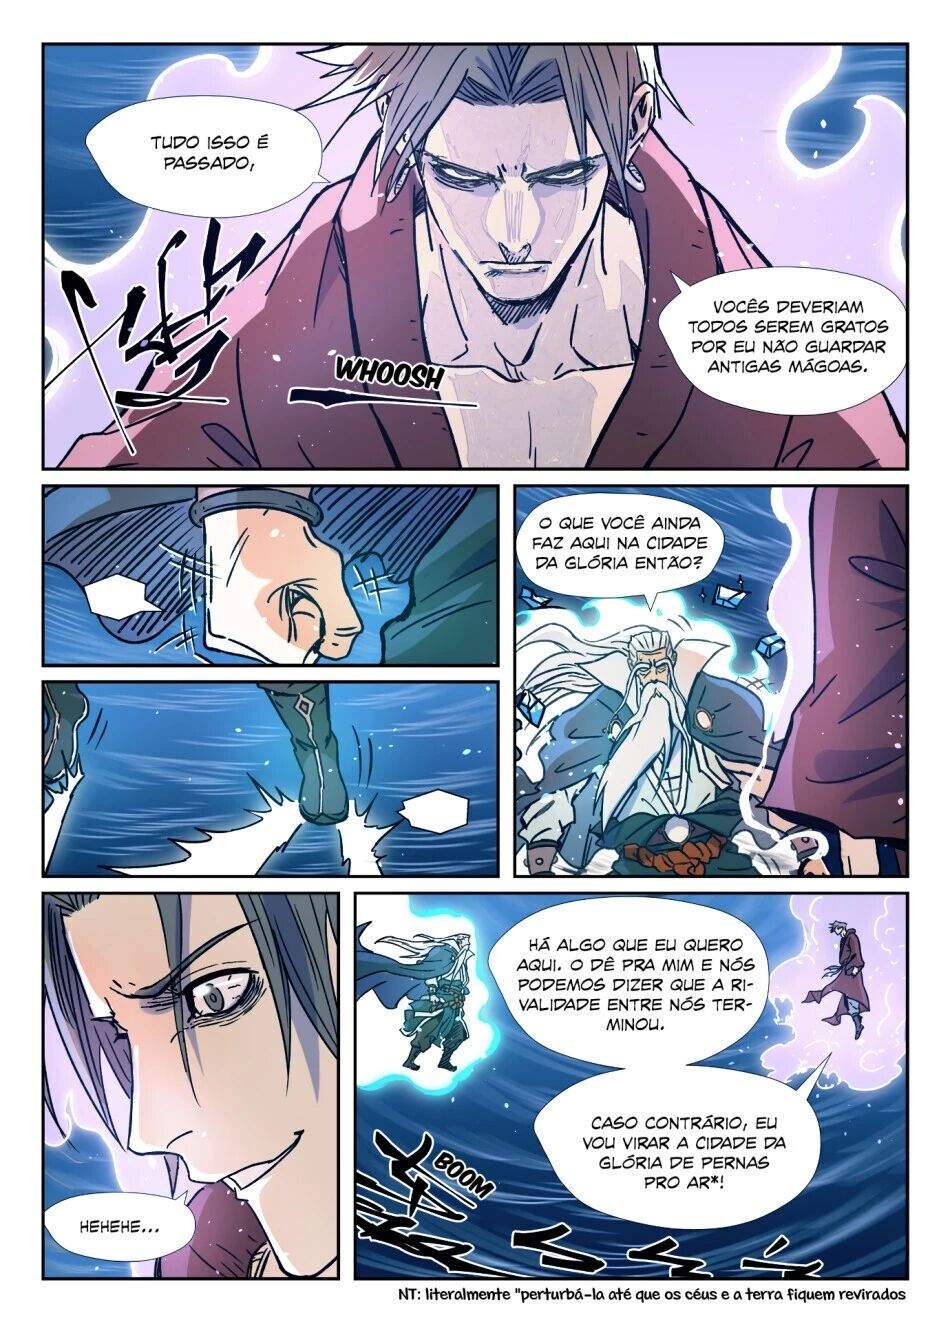 TUDO ISSO É
PASSADO,
WHOOSH
VOCÊS DEVERIAM
TODOS SEREM GRATOS
POR EU NÃO GUARDAR
ANTIGAS MÁGOAS.
O QUE VOCÊ AINDA
FAZ AQUI NA CIDADE
DA GLÓRIA ENTÃO?
HEHEHE...
HÁ ALGO QUE EU QUERO
AQUI. O DÊ PRA MIM E NÓS
PODEMOS DIZER QUE A RI-
VALIDADE ENTRE NÓS TER-
MINOU.
CASO CONTRÁRIO, EU
VOU VIRAR A CIDADE DA
GLÓRIA DE PERNAS
PRO AR*!
BOOM
NT: literalmente "perturbá-la até que os céus e a terra fiquem revirados